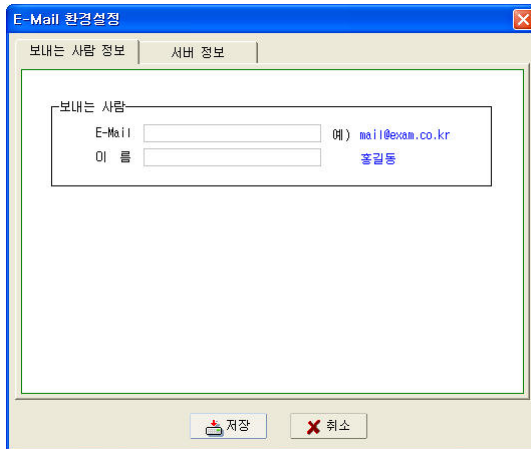 E-Mail 환경설정
보내는 사람 정보 서버 정보
보내는 사람
E-Mail 예) mail@exam.co.kr
이 름 홍길동
저장 취소